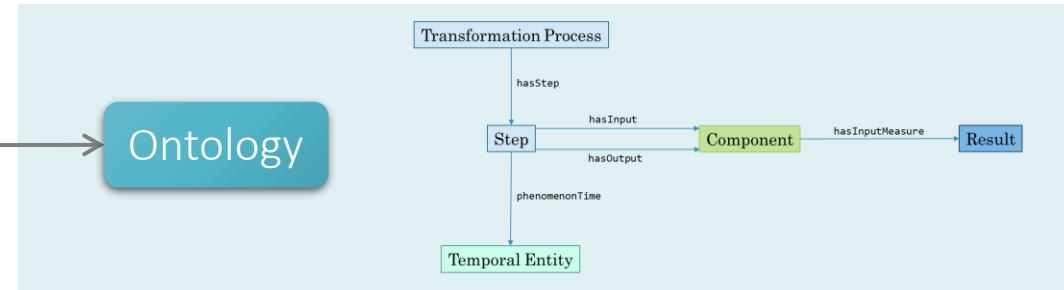 Transformation Process
hasStep
Ontology
Step
hasInput
hasOutput
Component
hasInputMeasure
Result
phenomenonTime
Temporal Entity